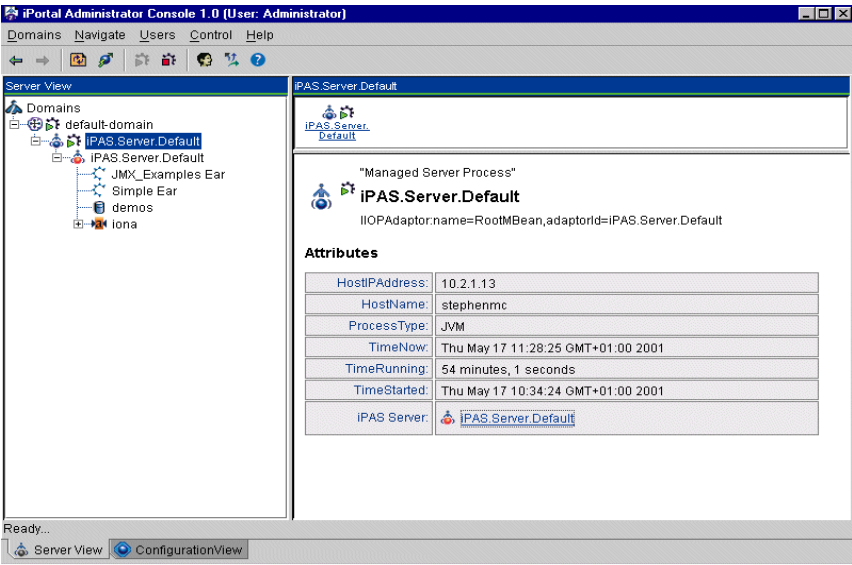 iPortal Administrator Console 1.0 (User: Administrator)
Domains Navigate Users Control Help
Server View
Domains
default-domain
iPAS.Server.Default
iPAS.Server.Default
JMX_Examples Ear
Simple Ear
demos
iona
iPAS.Server.Default
iPAS.Server.
Default
"Managed Server Process"
iPAS.Server.Default
IIOPAdaptor:name=RootMBean,adaptorId=iPAS.Server.Default
Attributes
HostIPAddress: 10.2.1.13
HostName: stephenmc
ProcessType: JVM
TimeNow: Thu May 17 11:28:25 GMT+01:00 2001
TimeRunning: 54 minutes, 1 seconds
TimeStarted: Thu May 17 10:34:24 GMT+01:00 2001
iPAS Server: iPAS.Server.Default
Ready...
Server View ConfigurationView